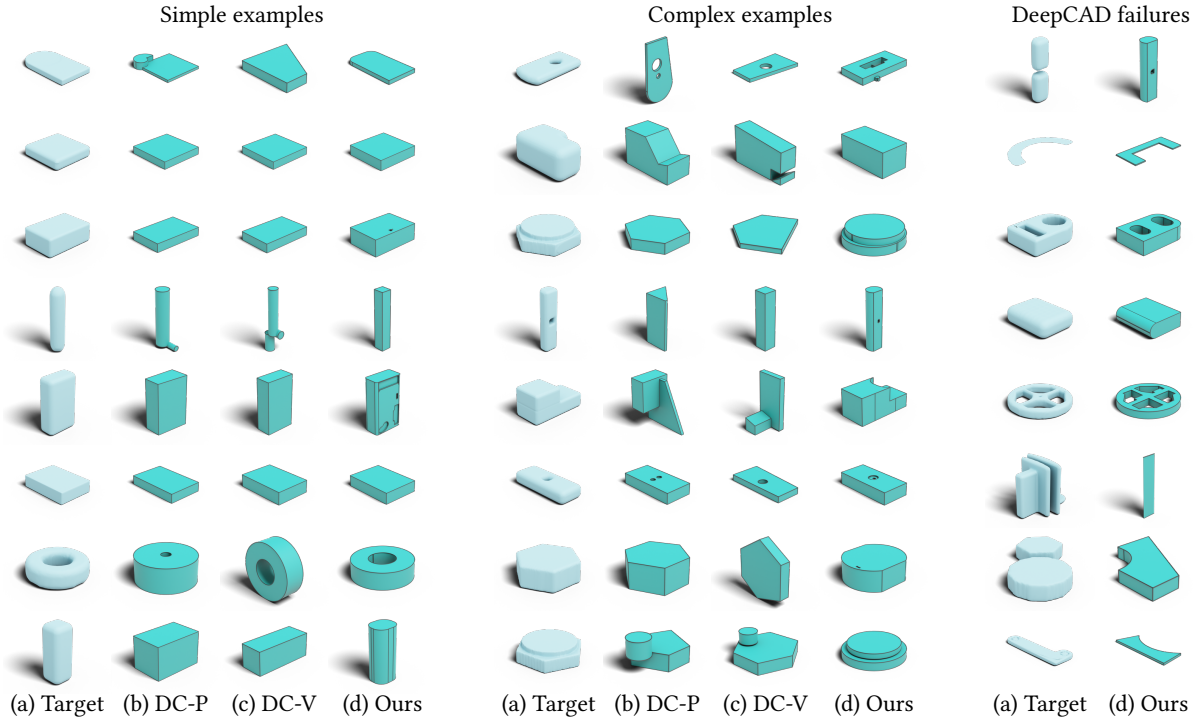 Simple examples
Complex examples
DeepCAD failures
(a) Target (b) DC-P (c) DC-V (d) Ours
(a) Target (b) DC-P (c) DC-V (d) Ours
(a) Target (d) Ours